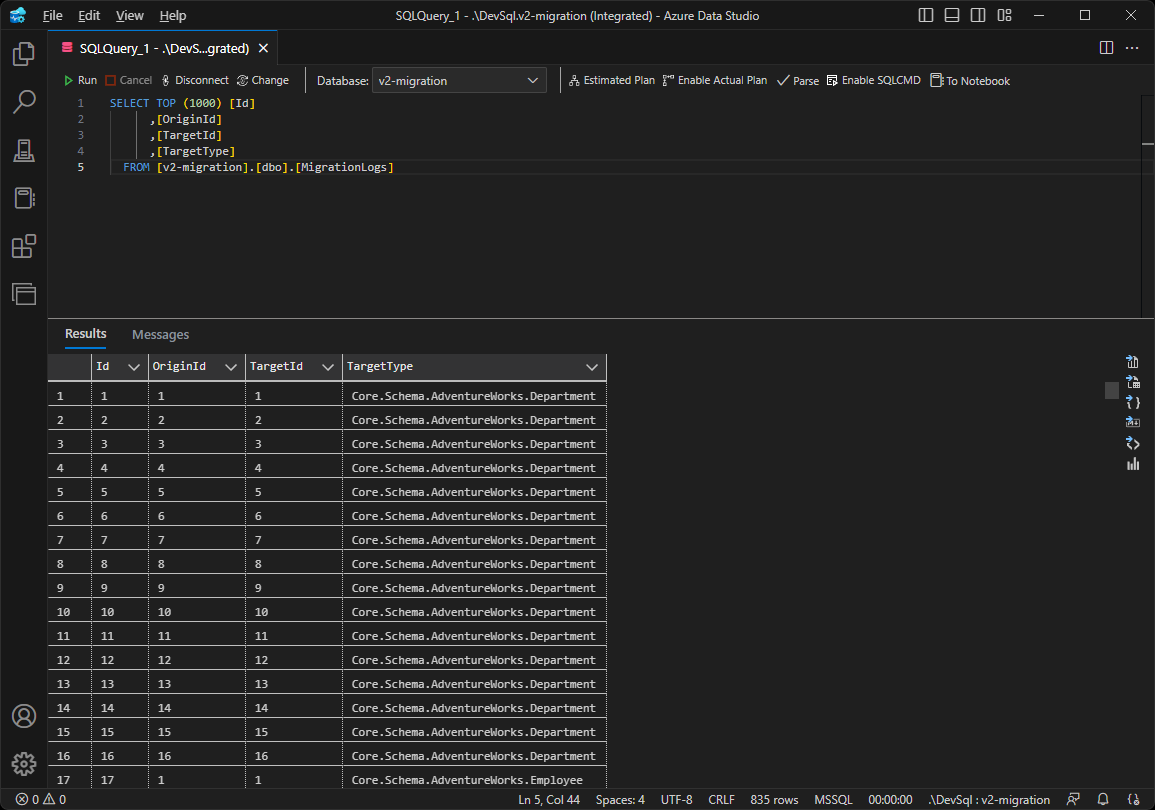 File Edit View Help SQLQuery_1 - .\DevSql.v2-migration (Integrated) - Azure Data Studio
SQLQuery_1 - .\DevS...grated)
Run Cancel Disconnect Change Database: v2-migration Estimated Plan Enable Actual Plan Parse Enable SQLCMD To Notebook
1 SELECT TOP (1000) [Id]
2 ,[OriginId]
3 ,[TargetId]
4 ,[TargetType]
5 FROM [v2-migration].[dbo].[MigrationLogs]
Results Messages
Id OriginId TargetId TargetType
1 1 1 1 Core.Schema.AdventureWorks.Department
2 2 2 2 Core.Schema.AdventureWorks.Department
3 3 3 3 Core.Schema.AdventureWorks.Department
4 4 4 4 Core.Schema.AdventureWorks.Department
5 5 5 5 Core.Schema.AdventureWorks.Department
6 6 6 6 Core.Schema.AdventureWorks.Department
7 7 7 7 Core.Schema.AdventureWorks.Department
8 8 8 8 Core.Schema.AdventureWorks.Department
9 9 9 9 Core.Schema.AdventureWorks.Department
10 10 10 10 Core.Schema.AdventureWorks.Department
11 11 11 11 Core.Schema.AdventureWorks.Department
12 12 12 12 Core.Schema.AdventureWorks.Department
13 13 13 13 Core.Schema.AdventureWorks.Department
14 14 14 14 Core.Schema.AdventureWorks.Department
15 15 15 15 Core.Schema.AdventureWorks.Department
16 16 16 16 Core.Schema.AdventureWorks.Department
17 17 1 1 Core.Schema.AdventureWorks.Employee
0 0 Ln 5, Col 44 Spaces: 4 UTF-8 CRLF 835 rows MSSQL 00:00:00 .\DevSql : v2-migration